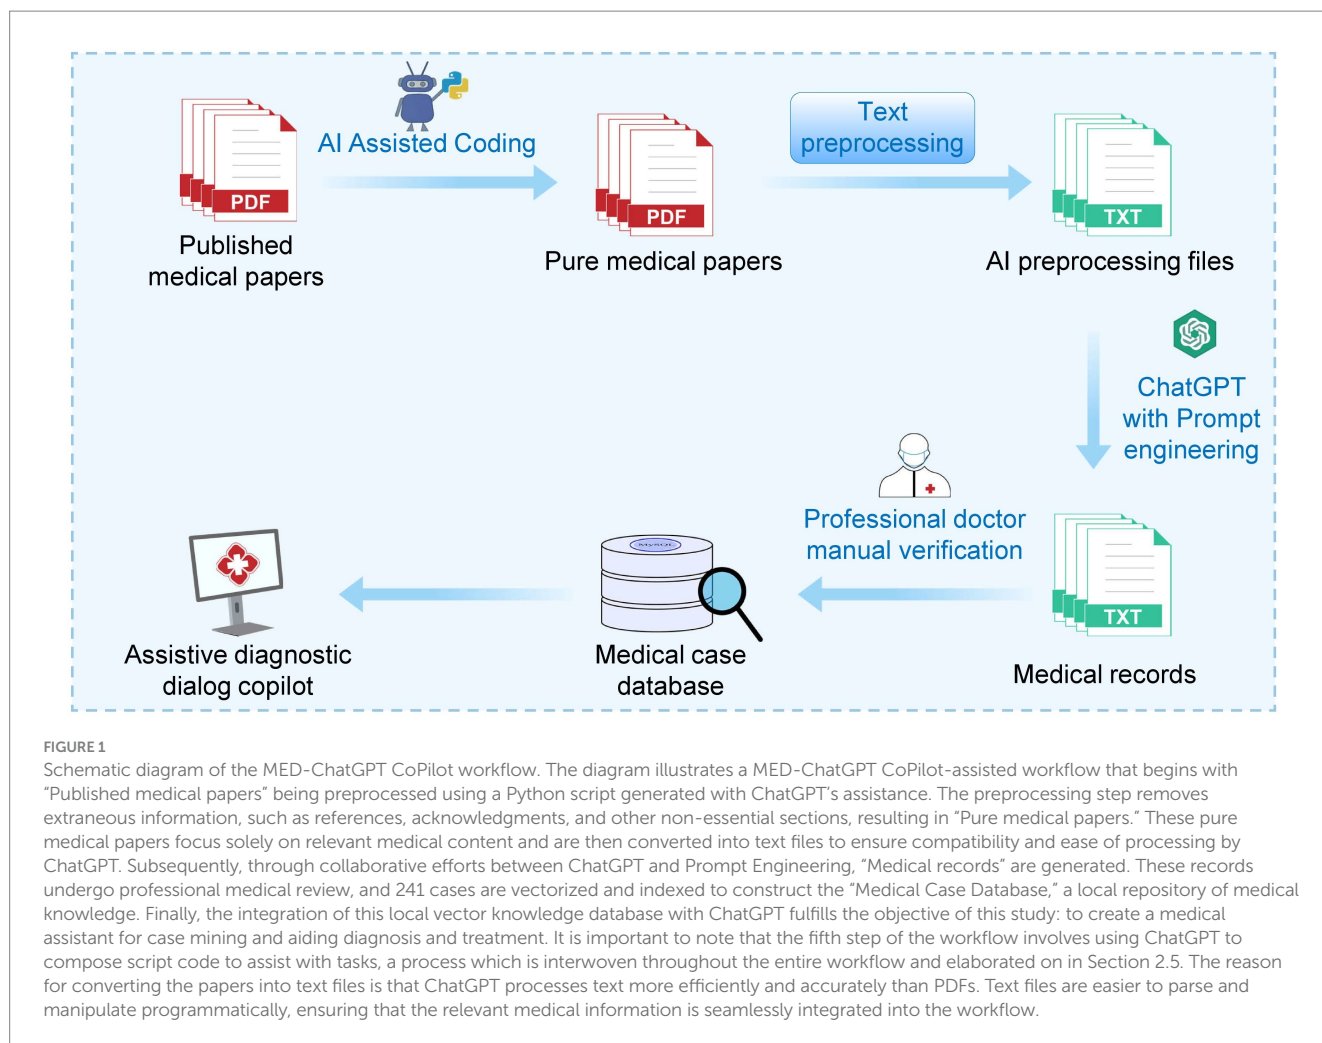 AI Assisted Coding
Text
preprocessing
PDF
PDF
TXT
Published
medical papers
Pure medical papers
AI preprocessing files
ChatGPT
with Prompt
engineering
Professional doctor
manual verification
MySQL
TXT
Assistive diagnostic
dialog copilot
Medical case
database
Medical records
FIGURE 1
Schematic diagram of the MED-ChatGPT CoPilot workflow. The diagram illustrates a MED-ChatGPT CoPilot-assisted workflow that begins with
“Published medical papers” being preprocessed using a Python script generated with ChatGPT’s assistance. The preprocessing step removes
extraneous information, such as references, acknowledgments, and other non-essential sections, resulting in “Pure medical papers.” These pure
medical papers focus solely on relevant medical content and are then converted into text files to ensure compatibility and ease of processing by
ChatGPT. Subsequently, through collaborative efforts between ChatGPT and Prompt Engineering, “Medical records” are generated. These records
undergo professional medical review, and 241 cases are vectorized and indexed to construct the “Medical Case Database,” a local repository of medical
knowledge. Finally, the integration of this local vector knowledge database with ChatGPT fulfills the objective of this study: to create a medical
assistant for case mining and aiding diagnosis and treatment. It is important to note that the fifth step of the workflow involves using ChatGPT to
compose script code to assist with tasks, a process which is interwoven throughout the entire workflow and elaborated on in Section 2.5. The reason
for converting the papers into text files is that ChatGPT processes text more efficiently and accurately than PDFs. Text files are easier to parse and
manipulate programmatically, ensuring that the relevant medical information is seamlessly integrated into the workflow.